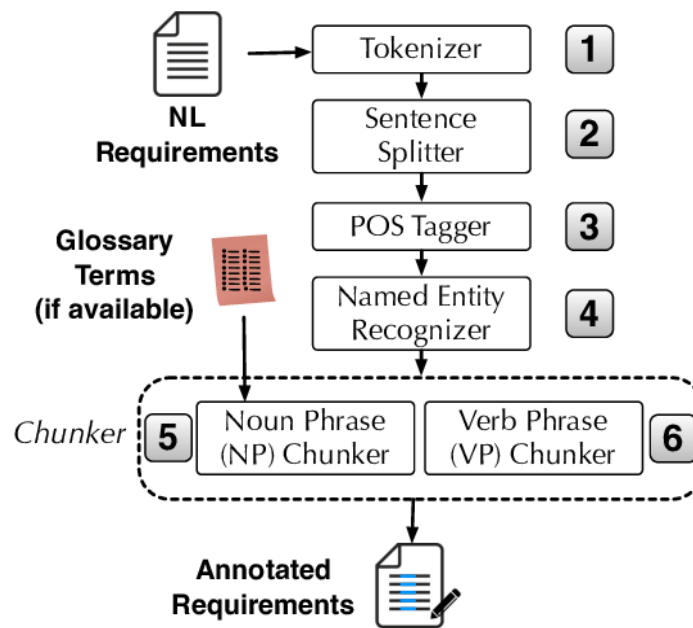 Tokenizer
1
NL
Requirements
Sentence
Splitter
2
POS Tagger
3
Glossary
Terms
(if available)
Named Entity
Recognizer
4
Chunker
5
Noun Phrase
(NP) Chunker
Verb Phrase
(VP) Chunker
6
Annotated
Requirements